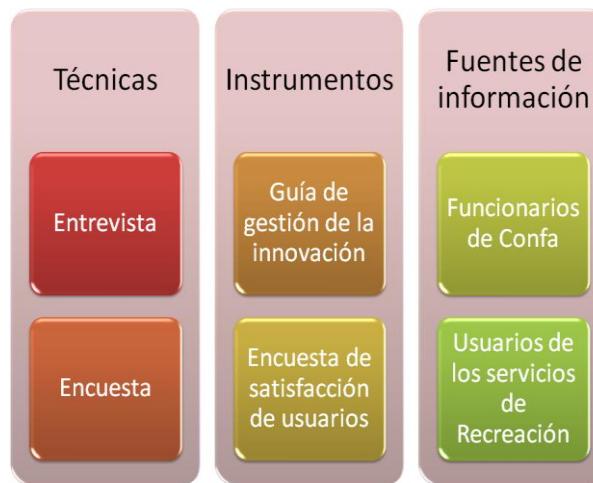 Técnicas
Entrevista
Encuesta
Instrumentos
Guía de
gestión de la
innovación
Encuesta de
satisfacción
de usuarios
Fuentes de
información
Funcionarios
de Confa
Usuarios de
los servicios
de
Recreación